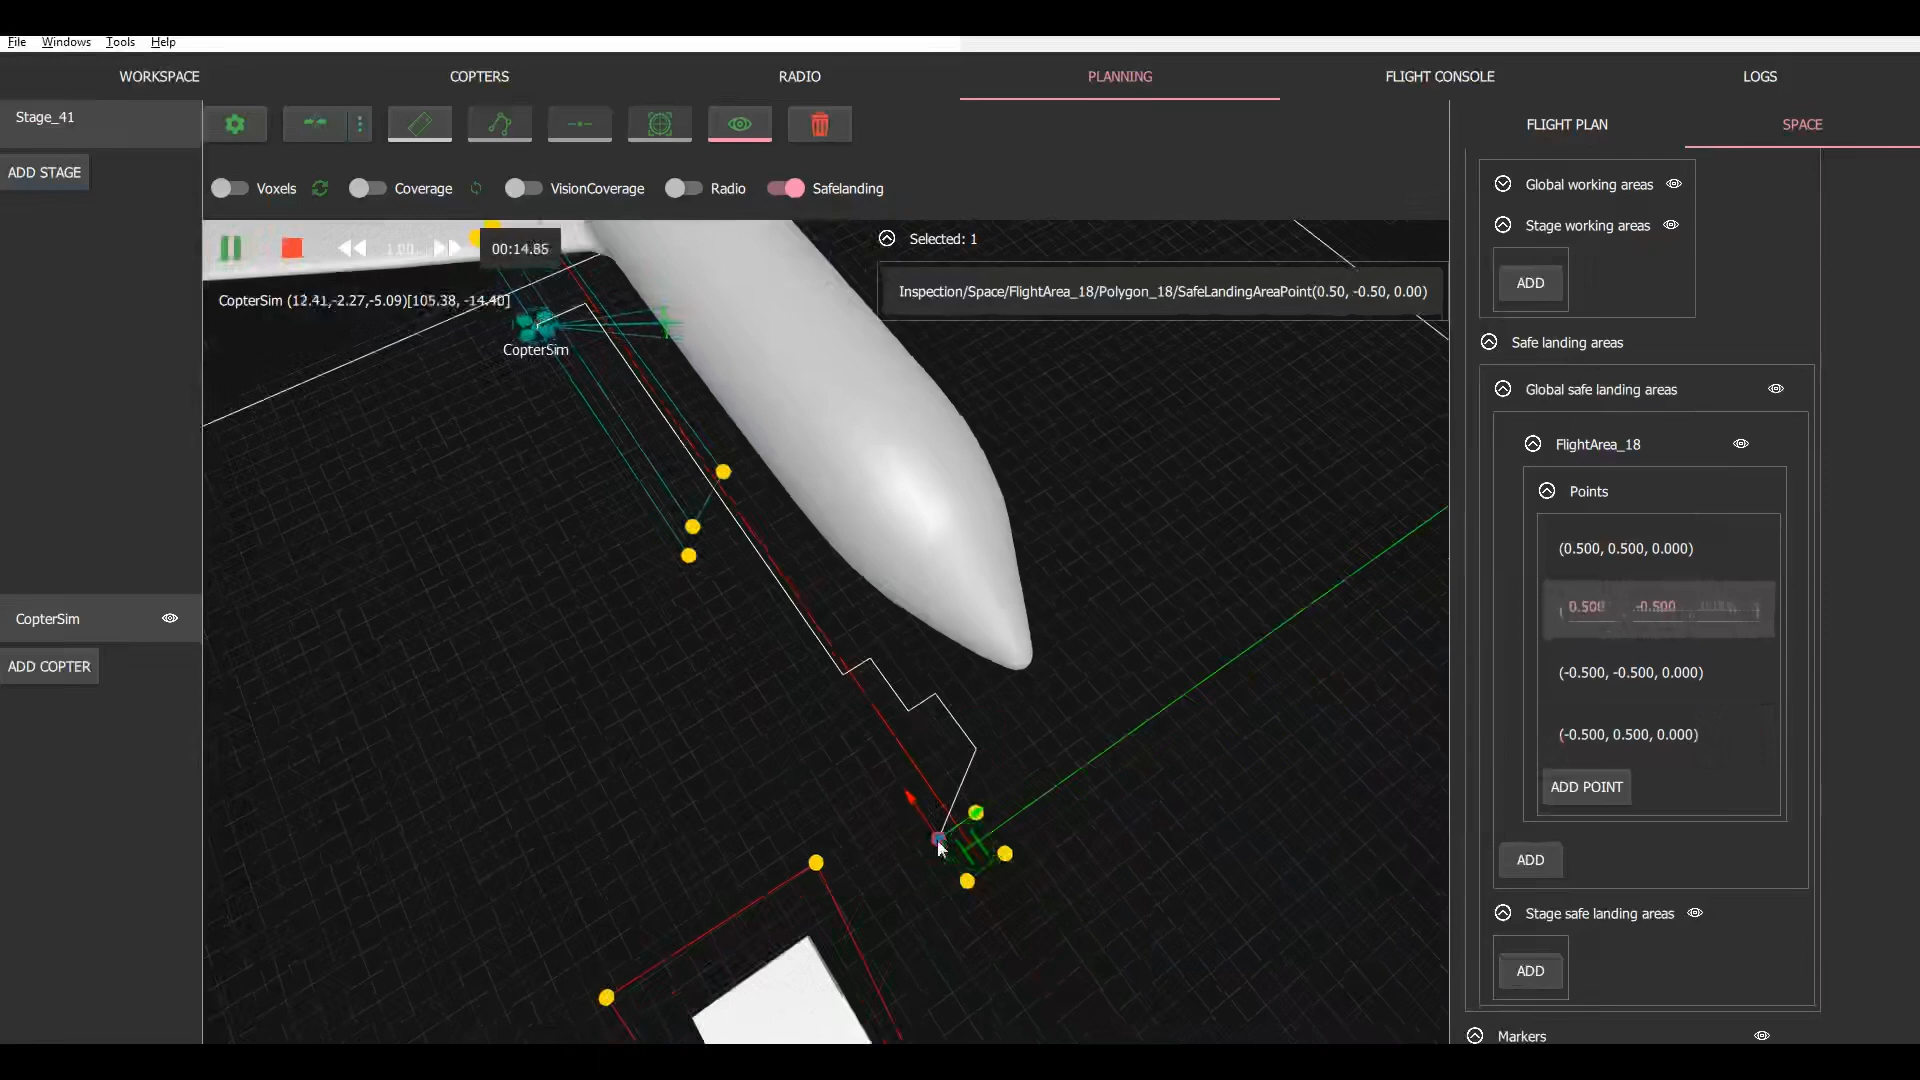 File Windows Tools Help
WORKSPACE COPTERS RADIO PLANNING FLIGHT CONSOLE LOGS
Stage_41
ADD STAGE
FLIGHT PLAN SPACE
Voxels Coverage VisionCoverage Radio Safelanding
1.00 00:14.85
CopterSim (12.41,-2.27,-5.09)[105.38, -14.40]
CopterSim
Selected: 1
Inspection/Space/FlightArea_18/Polygon_18/SafeLandingAreaPoint(0.50, -0.50, 0.00)
CopterSim
ADD COPTER
Global working areas
Stage working areas
ADD
Safe landing areas
Global safe landing areas
FlightArea_18
Points
(0.500, 0.500, 0.000)
0.500 -0.500
(-0.500, -0.500, 0.000)
(-0.500, 0.500, 0.000)
ADD POINT
ADD
Stage safe landing areas
ADD
Markers